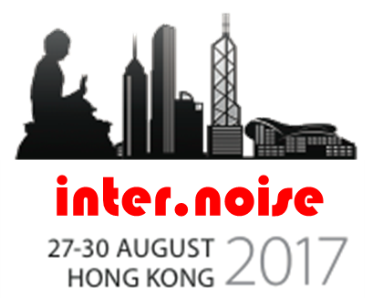 inter.noise
27-30 AUGUST
HONG KONG 2017